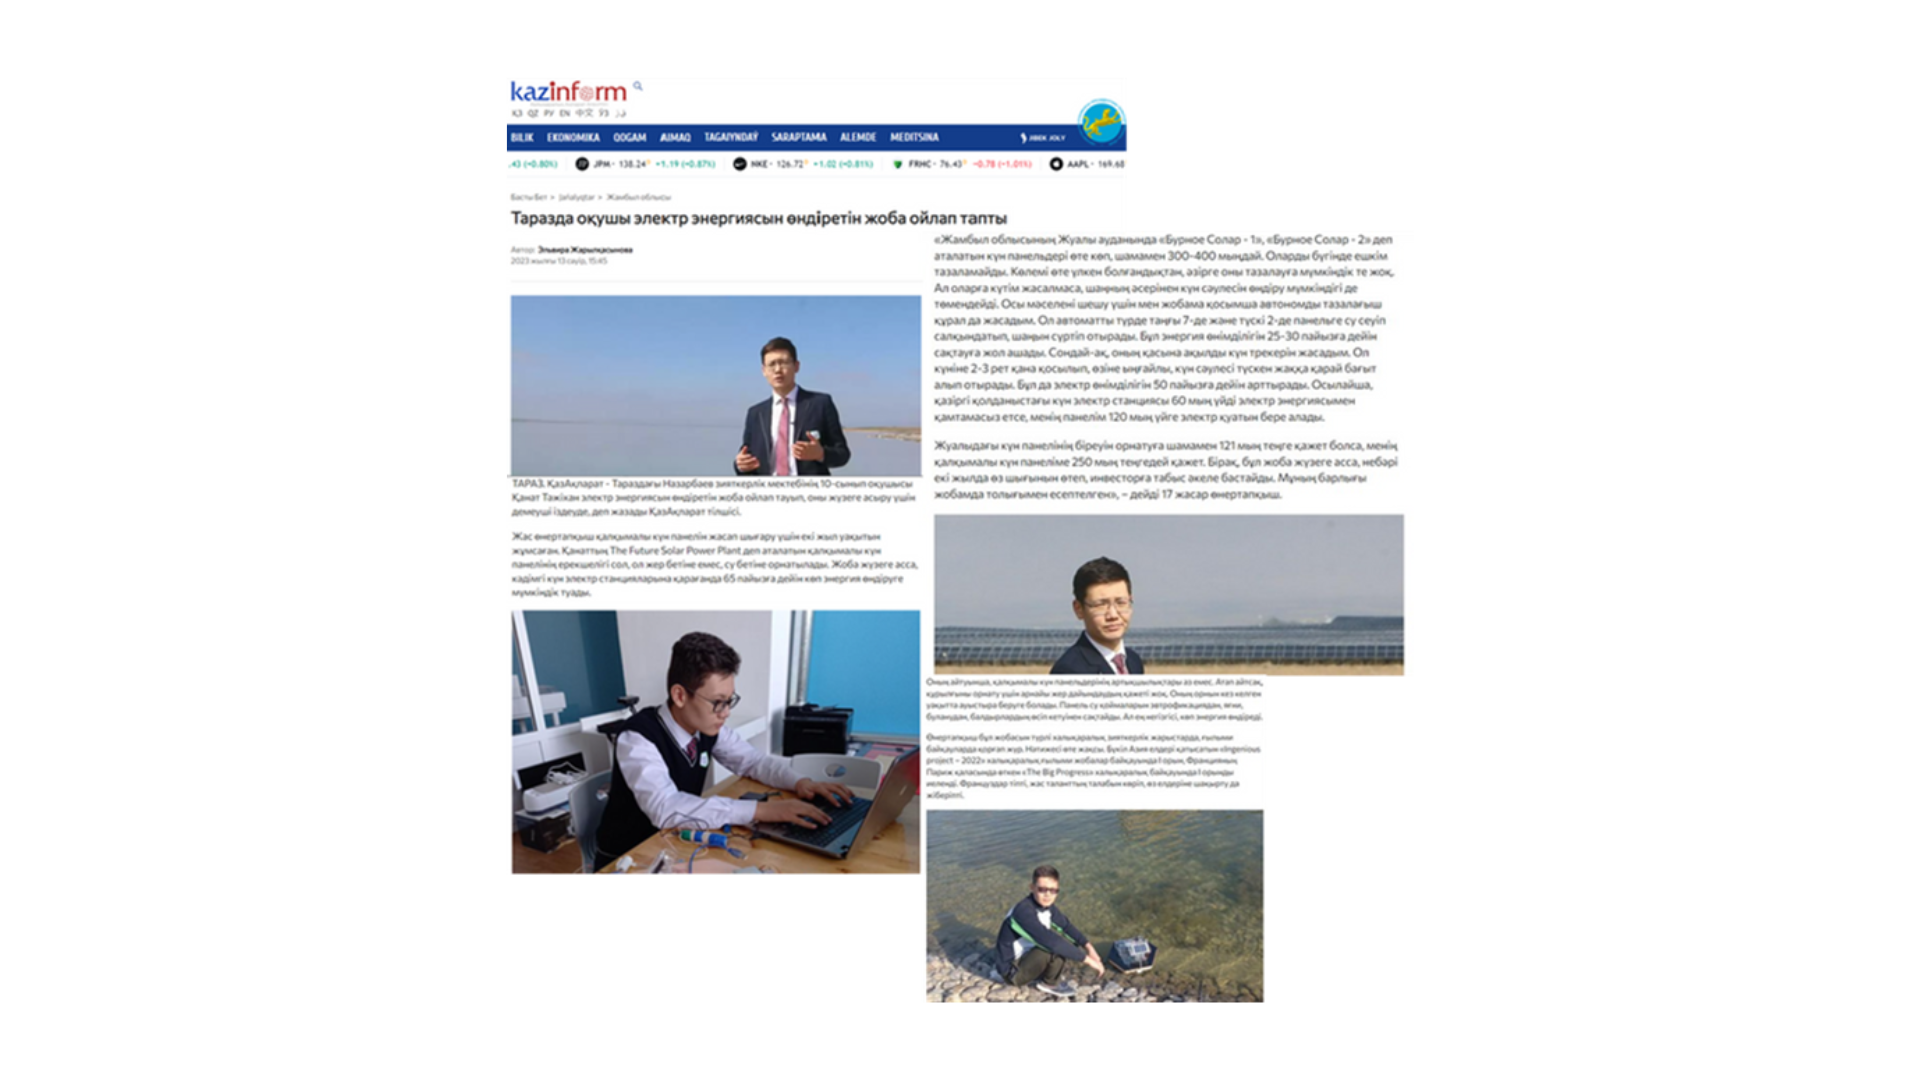 kazinform
ҚЗ QZ РУ EN 中文 ЎЗ
BILIK EKONOMIKA QOGAM AIMAQ TAGAIYNDAÝ SARAPTAMA ALEMDE MEDITSINA JIBEK JOLY
.43 (+0.80%) JPM · 138.24 +1.19 (+0.87%) NKE · 126.72 +1.02 (+0.81%) FRHC · 76.43 -0.78 (-1.01%) AAPL · 169.68
Басты бет > Jańalyqtar > Жамбыл облысы
Таразда оқушы электр энергиясын өндіретін жоба ойлап тапты
Автор: Эльвира Жарылқасынова
2023 жылғы 13 сәуір, 15:45
ТАРАЗ. ҚазАқпарат - Тараздағы Назарбаев зияткерлік мектебінің 10-сынып оқушысы
Қанат Тәжіхан электр энергиясын өндіретін жоба ойлап тауып, оны жүзеге асыру үшін
демеуші іздеуде, деп жазады ҚазАқпарат тілшісі.
Жас өнертапқыш қалқымалы күн панелін жасап шығару үшін екі жыл уақытын
жұмсаған. Қанаттың The Future Solar Power Plant деп аталатын қалқымалы күн
панелінің ерекшелігі сол, ол жер бетіне емес, су бетіне орнатылады. Жоба жүзеге асса,
кәдімгі күн электр станцияларына қарағанда 65 пайызға дейін көп энергия өндіруге
мүмкіндік туады.
«Жамбыл облысының Жуалы ауданында «Бурное Солар - 1», «Бурное Солар - 2» деп
аталатын күн панельдері өте көп, шамамен 300-400 мыңдай. Оларды бүгінде ешкім
тазаламайды. Көлемі өте үлкен болғандықтан, әзірге оны тазалауға мүмкіндік те жоқ.
Ал оларға күтім жасалмаса, шаңның әсерінен күн сәулесін өндіру мүмкіндігі де
төмендейді. Осы мәселені шешу үшін мен жобама қосымша автономды тазалағыш
құрал да жасадым. Ол автоматты түрде таңғы 7-де және түскі 2-де панельге су сеуіп
салқындатып, шаңын сүртіп отырады. Бұл энергия өнімділігін 25-30 пайызға дейін
сақтауға жол ашады. Сондай-ақ, оның қасына ақылды күн трекерін жасадым. Ол
күніне 2-3 рет қана қосылып, өзіне ыңғайлы, күн сәулесі түскен жаққа қарай бағыт
алып отырады. Бұл да электр өнімділігін 50 пайызға дейін арттырады. Осылайша,
қазіргі қолданыстағы күн электр станциясы 60 мың үйді электр энергиясымен
қамтамасыз етсе, менің панелім 120 мың үйге электр қуатын бере алады.
Жуалыдағы күн панелінің біреуін орнатуға шамамен 121 мың теңге қажет болса, менің
қалқымалы күн панеліме 250 мың теңгедей қажет. Бірақ, бұл жоба жүзеге асса, небәрі
екі жылда өз шығынын өтеп, инвесторға табыс әкеле бастайды. Мұның барлығы
жобамда толығымен есептелген», – дейді 17 жасар өнертапқыш.
Оның айтуынша, қалқымалы күн панельдерінің артықшылықтары аз емес. Атап айтсақ,
құрылғыны орнату үшін арнайы жер дайындаудың қажеті жоқ. Оның орнын кез келген
уақытта ауыстыра беруге болады. Панель су қоймаларын эвтрофикациядан, яғни,
буланудан, балдырлардың өсіп кетуінен сақтайды. Ал ең негізгісі, көп энергия өндіреді.
Өнертапқыш бұл жобасын түрлі халықаралық зияткерлік жарыстарда, ғылыми
байқауларда қорғап жүр. Нәтижесі өте жақсы. Бүкіл Азия елдері қатысатын «Ingenious
project – 2022» халықаралық ғылыми жобалар байқауында I орын, Францияның
Париж қаласында өткен «The Big Progress» халықаралық байқауында I орынды
иеленді. Француздар тіпті, жас таланттың талабын көріп, өз елдеріне шақырту да
жіберіпті.